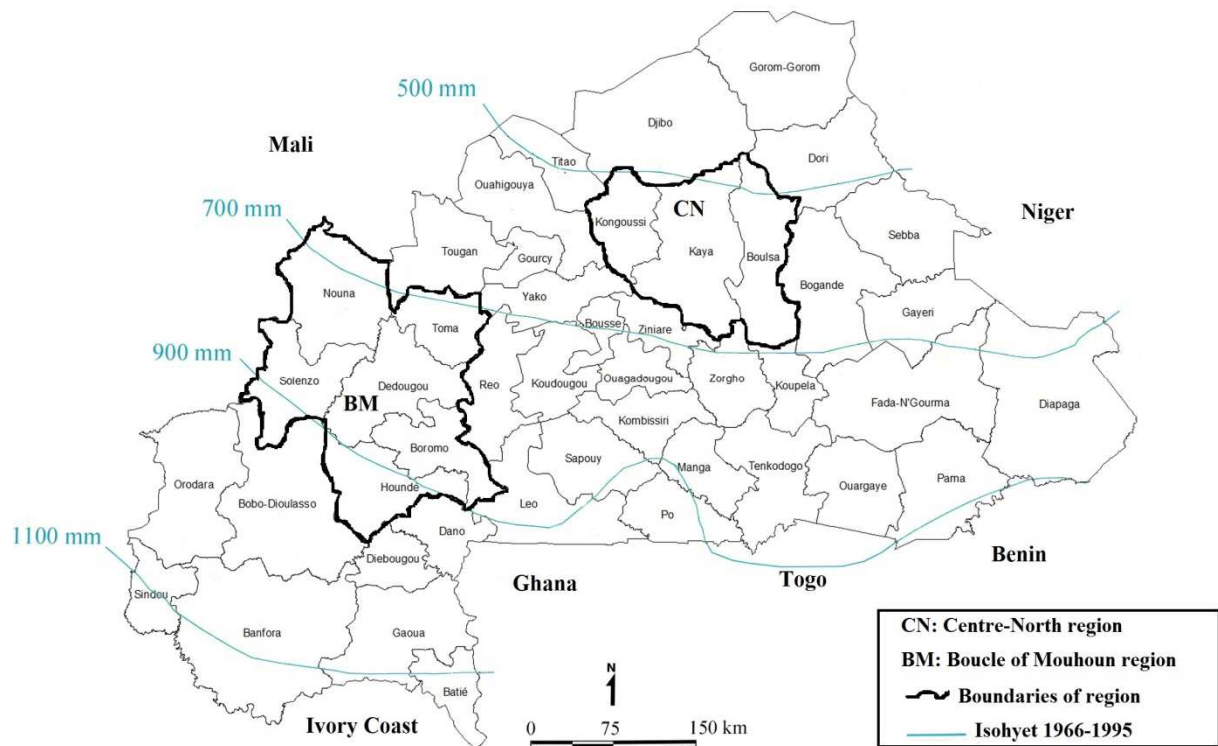 Gorom-Gorom
500 mm
Djibo
Mali
Titao
Dori
Ouahigouya
700 mm
CN
Niger
Kongoussi
Sebba
Tougan
Kaya
Boulsa
Gourcy
Bogande
Nouna
Yako
Gayeri
Toma
Bousse
Ziniare
900 mm
Solenzo
Dedougou
Reo
Koudougou
Ouagadougou
Zorgho
Koupela
BM
Fada-N'Gourma
Diapaga
Kombissiri
Boromo
Sapouy
Manga
Tenkodogo
Pama
Houndé
Ouargaye
Orodara
Bobo-Dioulasso
Leo
Po
Dano
1100 mm
Diebougou
Benin
Ghana
Togo
Sindou
Banfora
Gaoua
Batié
Ivory Coast
N
0 75 150 km
CN: Centre-North region
BM: Boucle of Mouhoun region
Boundaries of region
Isohyet 1966-1995